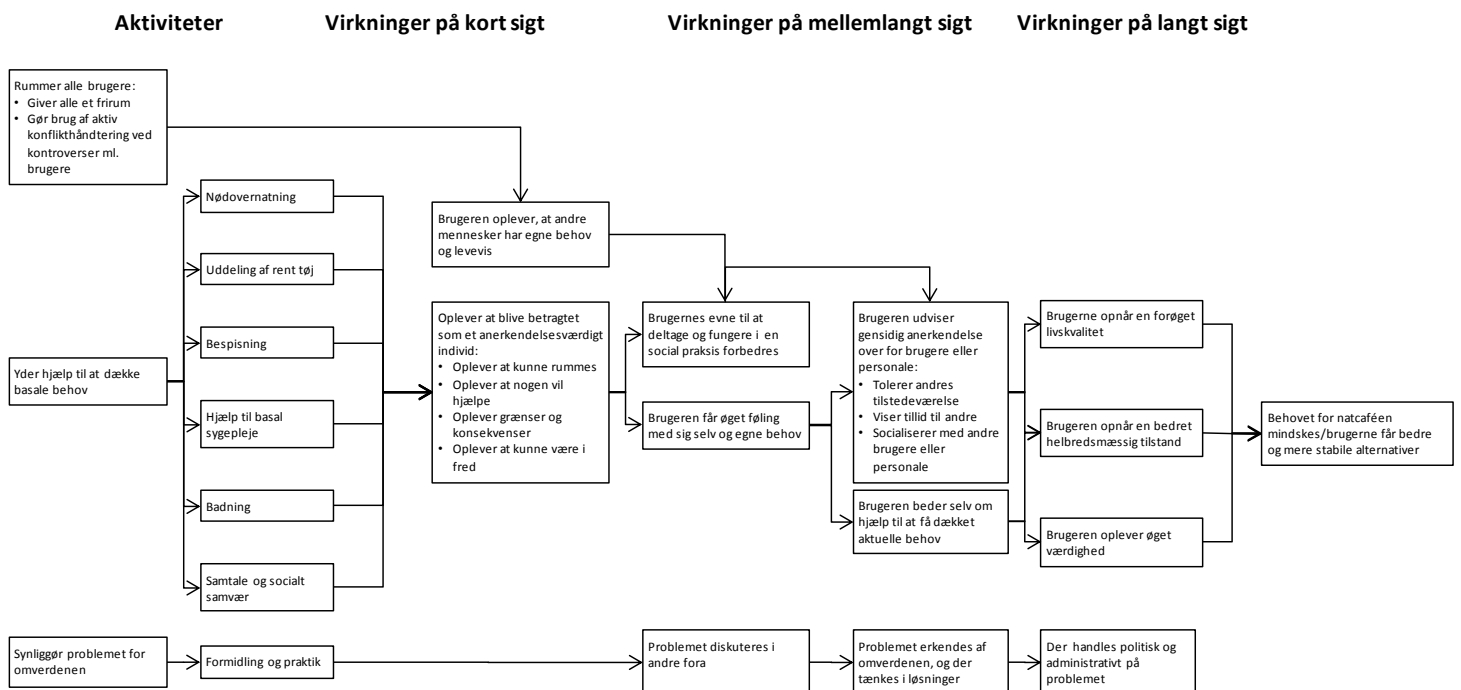 Aktiviteter
Virkninger på kort sigt
Virkninger på mellemlangt sigt
Virkninger på langt sigt
Rummer alle brugere:
• Giver alle et frirum
• Gør brug af aktiv
konflikthåndtering ved
kontroverser ml.
brugere
Yder hjælp til at dække
basale behov
Nødovernatning
Uddeling af rent tøj
Bespisning
Hjælp til basal
sygepleje
Badning
Samtale og socialt
samvær
Brugeren oplever, at andre
mennesker har egne behov
og levevis
Oplever at blive betragtet
som et anerkendelsesværdigt
individ:
• Oplever at kunne rummes
• Oplever at nogen vil
hjælpe
• Oplever grænser og
konsekvenser
• Oplever at kunne være i
fred
Brugernes evne til at
deltage og fungere i en
social praksis forbedres
Brugeren får øget føling
med sig selv og egne behov
Brugeren udviser
gensidig anerkendelse
over for brugere eller
personale:
• Tolerer andres
tilstedeværelse
• Viser tillid til andre
• Socialiserer med andre
brugere eller
personale
Brugeren beder selv om
hjælp til at få dækket
aktuelle behov
Brugerne opnår en forøget
livskvalitet
Brugeren opnår en bedret
helbredsmæssig tilstand
Brugeren oplever øget
værdighed
Behovet for natcaféen
mindskes/brugerne får bedre
og mere stabile alternativer
Synliggør problemet for
omverdenen
Formidling og praktik
Problemet diskuteres i
andre fora
Problemet erkendes af
omverdenen, og der
tænkes i løsninger
Der handles politisk og
administrativt på
problemet